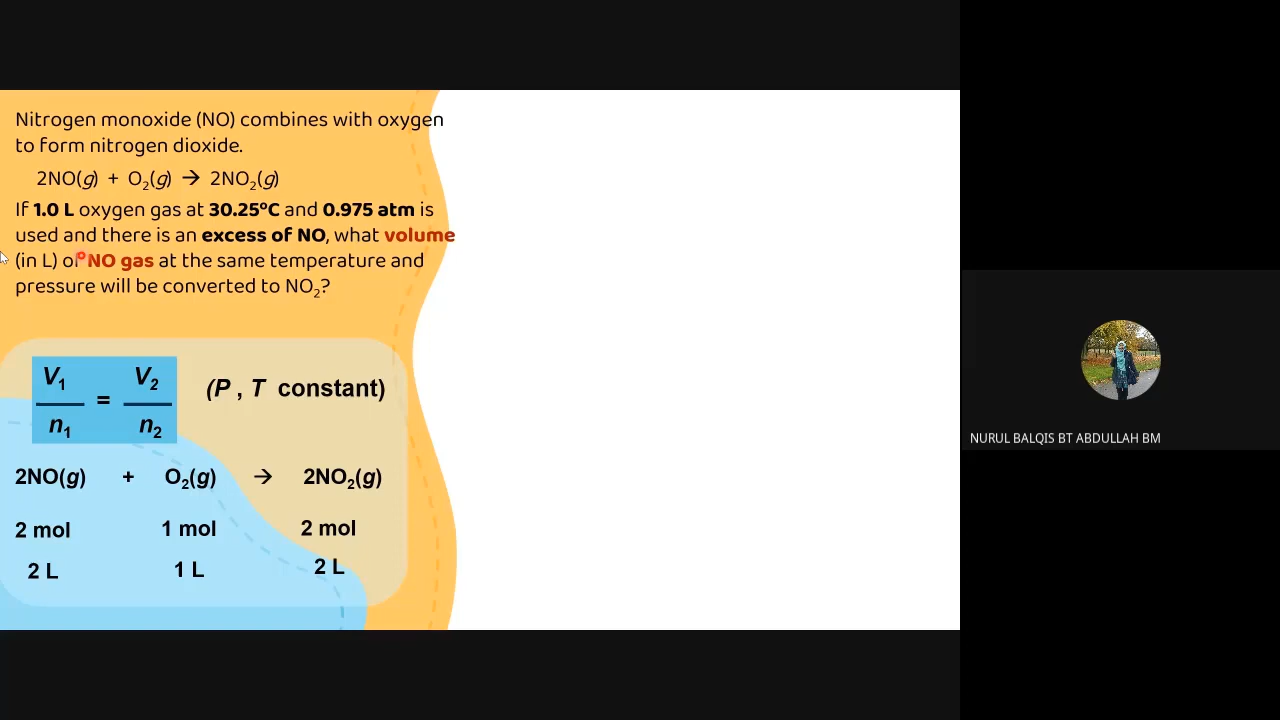 Nitrogen monoxide (NO) combines with oxygen
to form nitrogen dioxide.
2NO(g) + O₂(g) → 2NO₂(g)
If 1.0 L oxygen gas at 30.25ºC and 0.975 atm is
used and there is an excess of NO, what volume
(in L) of NO gas at the same temperature and
pressure will be converted to NO₂?
V₁ / n₁ = V₂ / n₂ (P , T constant)
2NO(g) + O₂(g) → 2NO₂(g)
2 mol 1 mol 2 mol
2 L 1 L 2 L
NURUL BALQIS BT ABDULLAH BM